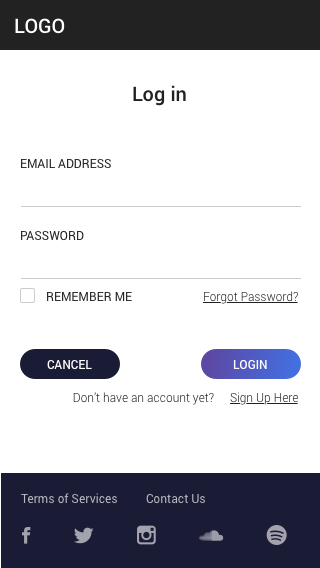 LOGO
Log in
EMAIL ADDRESS
PASSWORD
REMEMBER ME Forgot Password?
CANCEL LOGIN
Don't have an account yet? Sign Up Here
Terms of Services Contact Us